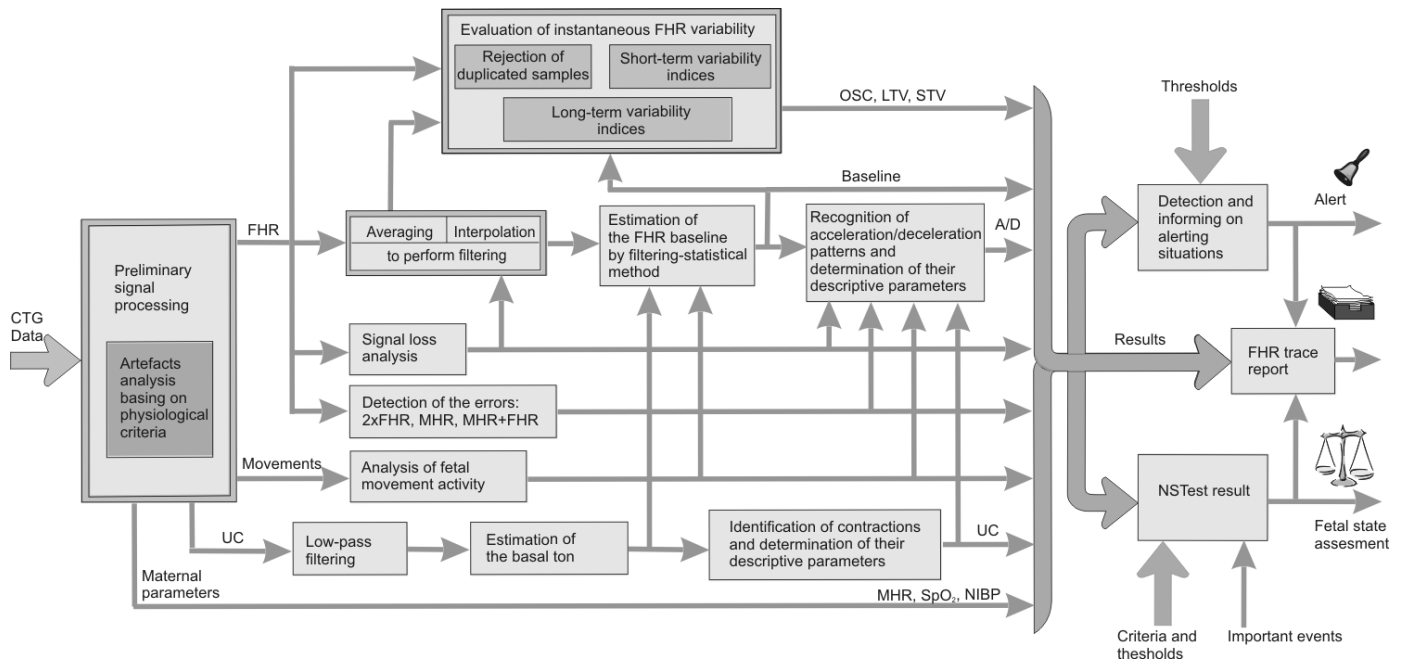 Evaluation of instantaneous FHR variability
Rejection of
duplicated samples
Short-term variability
indices
Long-term variability
indices
OSC, LTV, STV
Thresholds
Baseline
Alert
FHR
Averaging
Interpolation
to perform filtering
Estimation of
the FHR baseline
by filtering-statistical
method
Recognition of
acceleration/deceleration
patterns and
determination of their
descriptive parameters
A/D
Detection and
informing on
alerting
situations
Preliminary
signal
processing
CTG
Data
Artefacts
analysis
basing on
physiological
criteria
Signal loss
analysis
Results
FHR trace
report
Detection of the errors:
2xFHR, MHR, MHR+FHR
Movements
Analysis of fetal
movement activity
NSTest result
UC
Low-pass
filtering
Estimation of
the basal ton
Identification of contractions
and determination of their
descriptive parameters
UC
Fetal state
assesment
Maternal
parameters
MHR, SpO₂, NIBP
Criteria and
thesholds
Important events